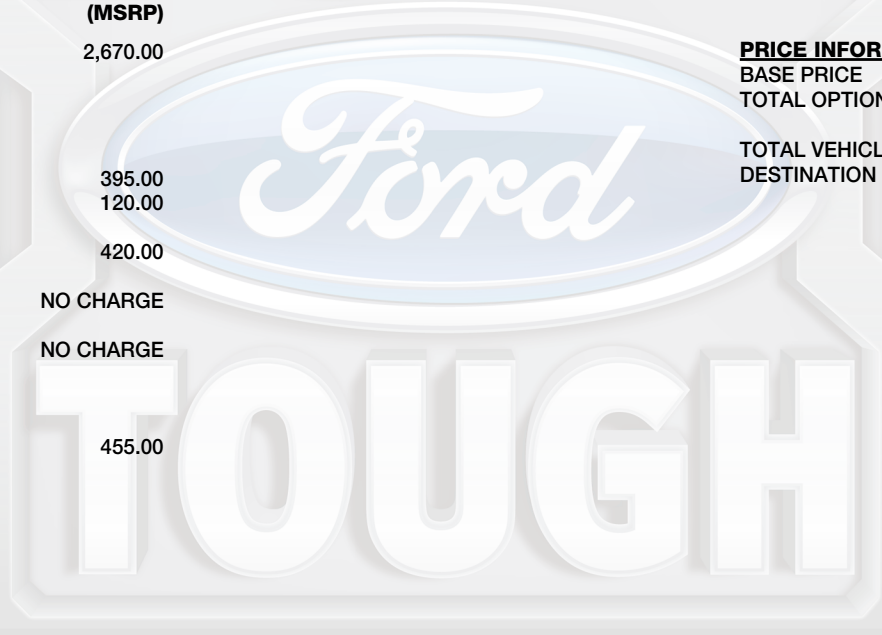 (MSRP)
2,670.00
395.00
120.00
420.00
NO CHARGE
NO CHARGE
455.00
PRICE INFOR
BASE PRICE
TOTAL OPTION
TOTAL VEHICL
DESTINATION
Ford
TOUGH